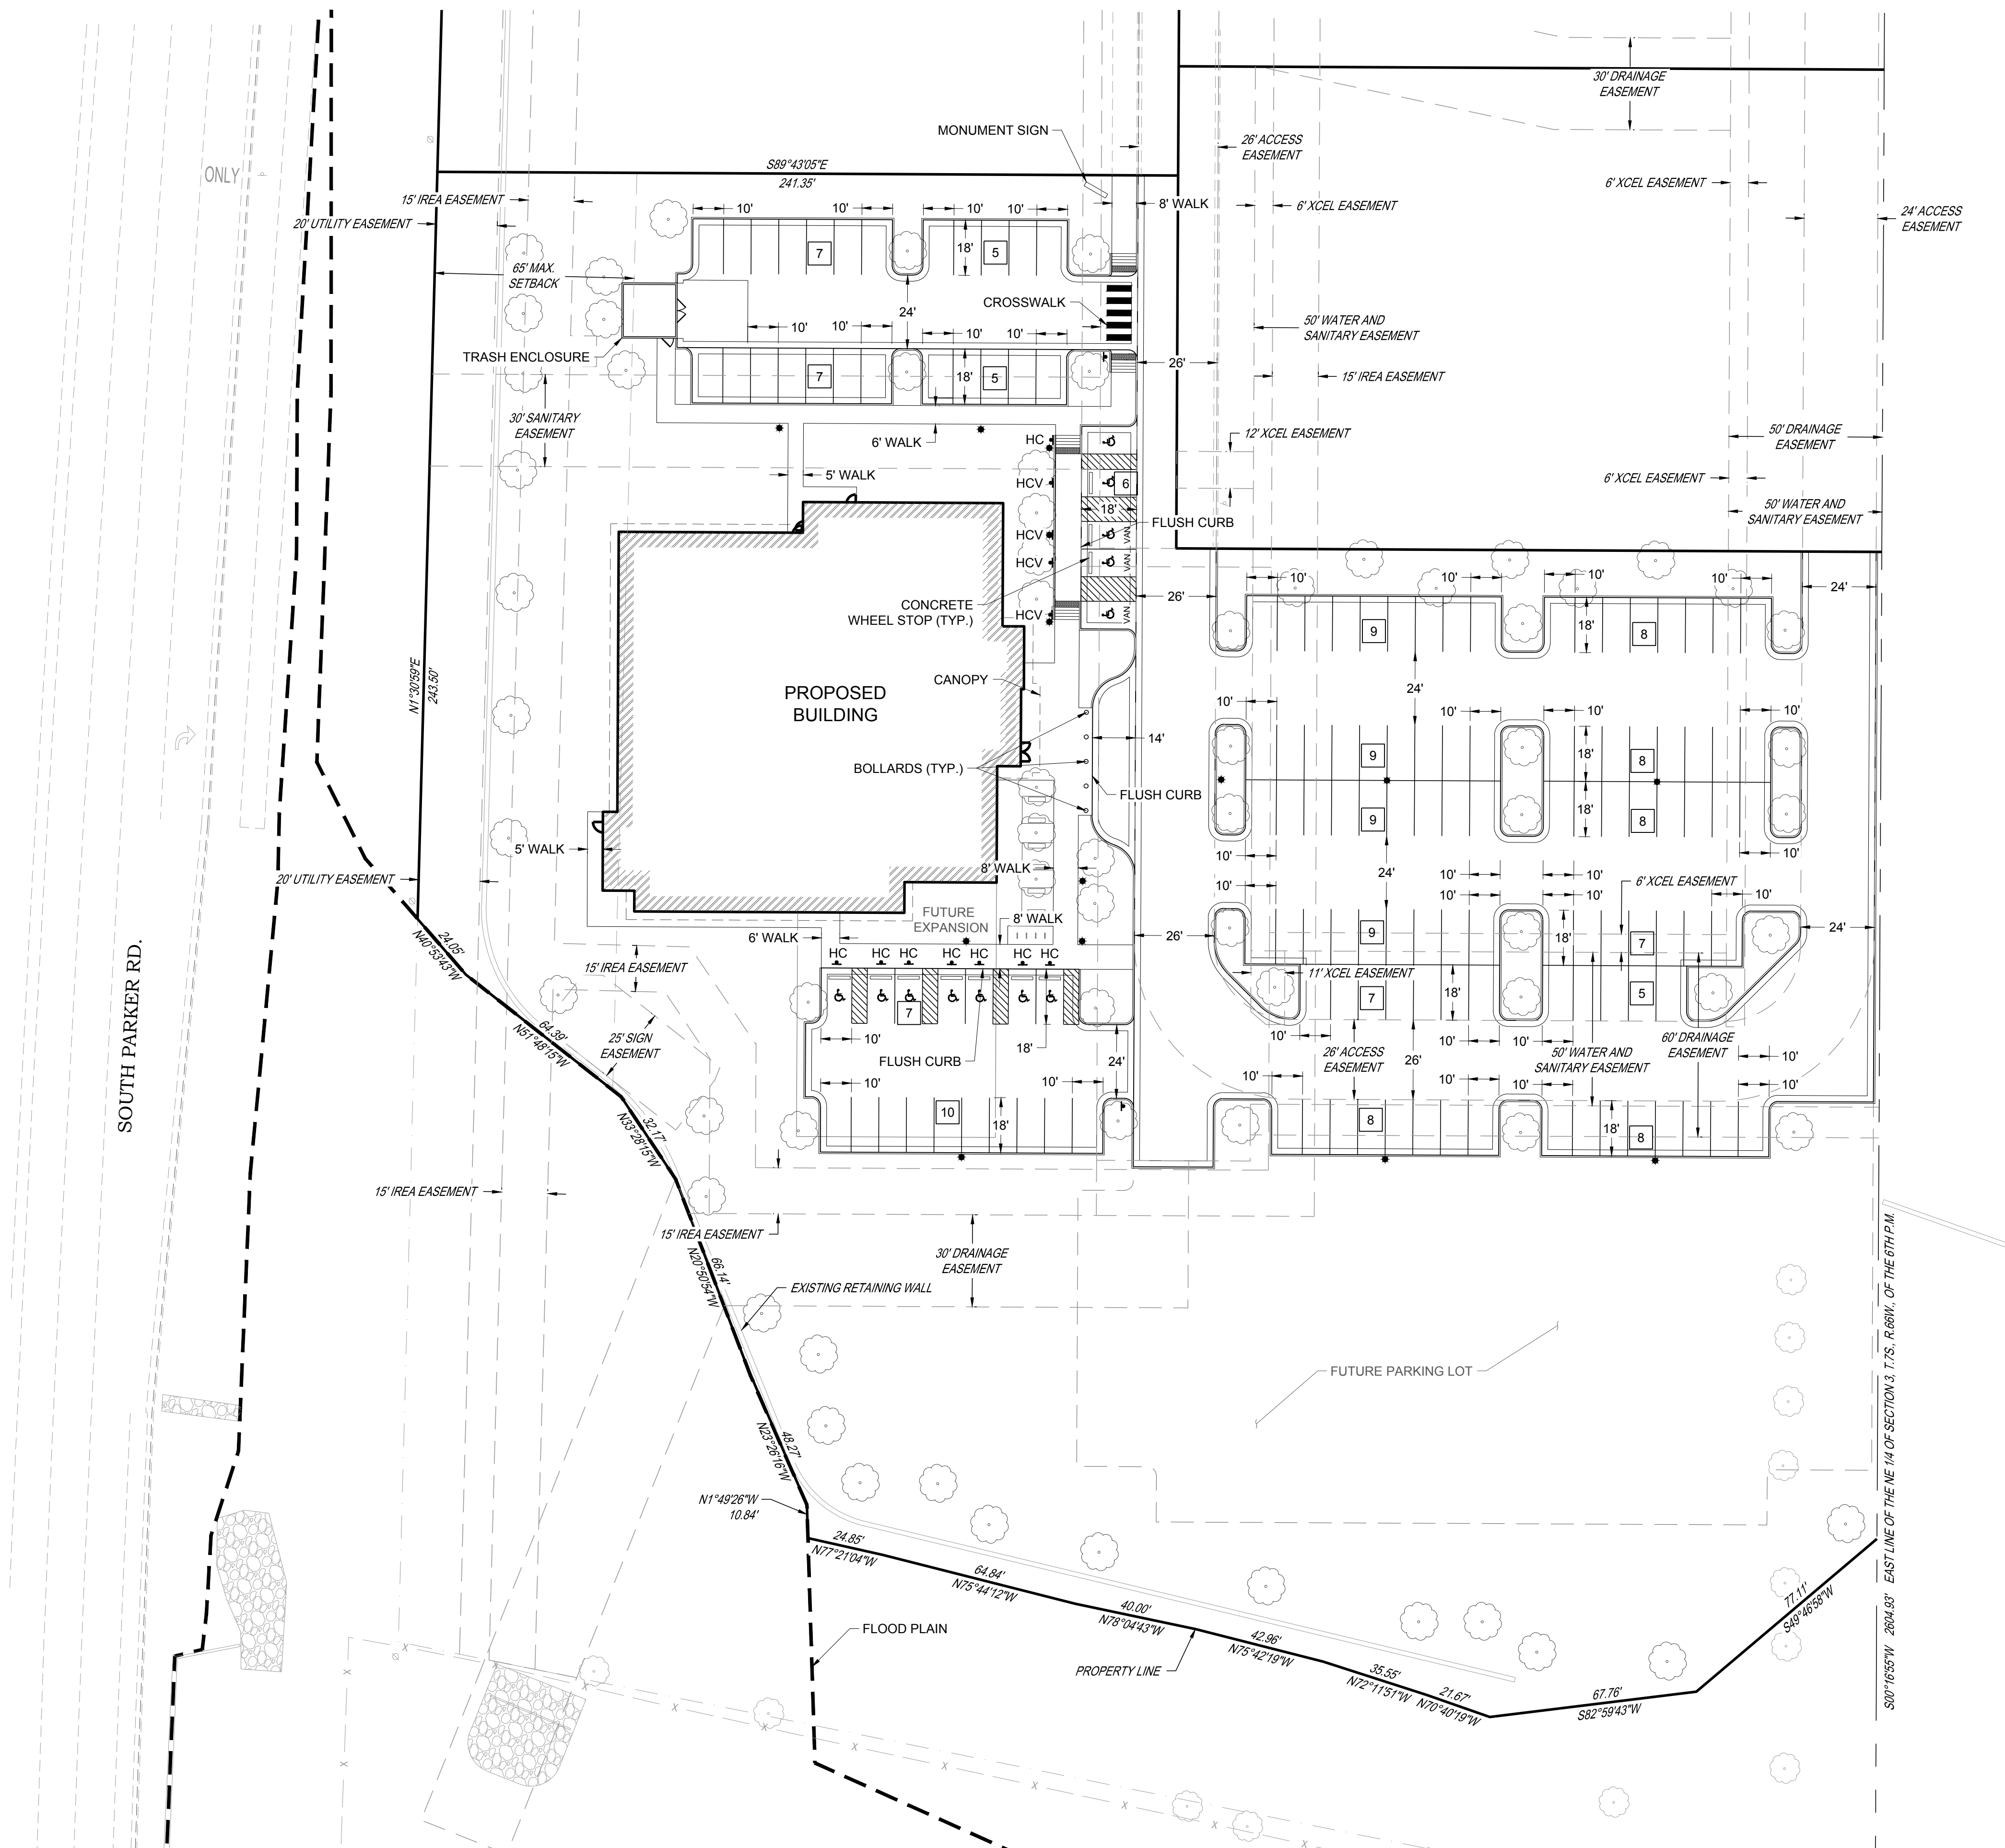 30' DRAINAGE
EASEMENT
MONUMENT SIGN
26' ACCESS
EASEMENT
ONLY
S89°43'05"E
241.35'
15' IREA EASEMENT
20' UTILITY EASEMENT
10'
10'
10'
10'
8' WALK
6' XCEL EASEMENT
6' XCEL EASEMENT
24' ACCESS
EASEMENT
7
18'
5
65' MAX.
SETBACK
24'
CROSSWALK
10'
10'
10'
10'
50' WATER AND
SANITARY EASEMENT
TRASH ENCLOSURE
7
18'
5
26'
15' IREA EASEMENT
30' SANITARY
EASEMENT
6' WALK
HC
12' XCEL EASEMENT
50' DRAINAGE
EASEMENT
5' WALK
HCV
6
6' XCEL EASEMENT
18'
FLUSH CURB
50' WATER AND
SANITARY EASEMENT
HCV
VAN
HCV
VAN
CONCRETE
WHEEL STOP (TYP.)
HCV
VAN
26'
10'
10'
10'
10'
24'
9
18'
8
N1°30'59"E
243.50'
CANOPY
PROPOSED
BUILDING
24'
10'
10'
10'
10'
14'
9
18'
8
BOLLARDS (TYP.)
FLUSH CURB
9
18'
8
5' WALK
8' WALK
10'
10'
24'
10'
10'
20' UTILITY EASEMENT
10'
10'
10'
6' XCEL EASEMENT
10'
FUTURE
EXPANSION
8' WALK
6' WALK
26'
9
18'
7
24'
24.05'
N40°53'43"W
HC
HC
HC
HC
HC
HC
HC
15' IREA EASEMENT
11' XCEL EASEMENT
7
18'
7
5
SOUTH PARKER RD.
64.39'
N51°48'15"W
25' SIGN
EASEMENT
10'
18'
FLUSH CURB
24'
10'
10'
10'
26' ACCESS
EASEMENT
26'
50' WATER AND
SANITARY EASEMENT
60' DRAINAGE
EASEMENT
10'
10'
10'
10'
10'
10'
10'
32.17'
N33°28'15"W
10
18'
8
18'
8
15' IREA EASEMENT
15' IREA EASEMENT
66.14'
N20°50'54"W
30' DRAINAGE
EASEMENT
EXISTING RETAINING WALL
FUTURE PARKING LOT
48.27'
N23°26'16"W
N1°49'26"W
10.84'
24.85'
N77°21'04"W
64.84'
N75°44'12"W
40.00'
N78°04'43"W
42.96'
N75°42'19"W
35.55'
N72°11'51"W
21.67'
N70°40'19"W
67.76'
S82°59'43"W
77.11'
S49°46'58"W
FLOOD PLAIN
PROPERTY LINE
X
X
X
X
X
X
X
X
X
X
X
S00°16'55"W 2604.93' EAST LINE OF THE NE 1/4 OF SECTION 3, T.7S., R.66W., OF THE 6TH P.M.